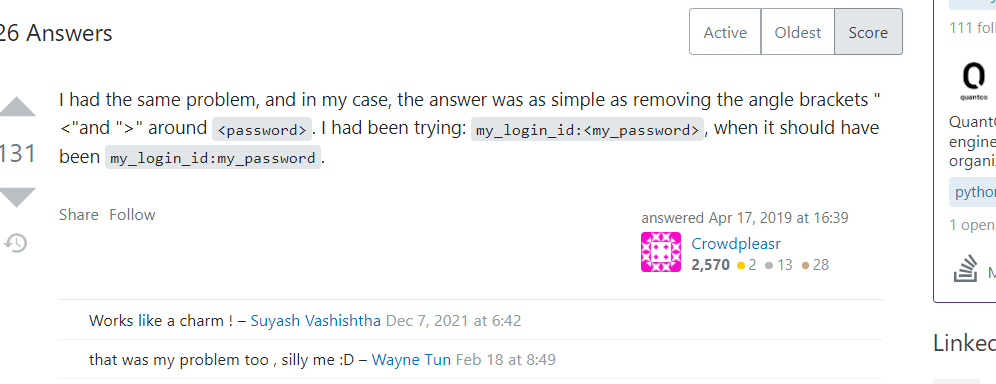 26 Answers
Active Oldest Score
I had the same problem, and in my case, the answer was as simple as removing the angle brackets "
<"and ">" around <password>. I had been trying: my_login_id:<my_password>, when it should have
131
been my_login_id:my_password.
Share Follow
answered Apr 17, 2019 at 16:39
Crowdpleasr
2,570 2 13 28
Works like a charm ! – Suyash Vashishtha Dec 7, 2021 at 6:42
that was my problem too , silly me :D – Wayne Tun Feb 18 at 8:49
111 foll
quantco
QuantC
engine
organiz
python
1 open
M
Linked